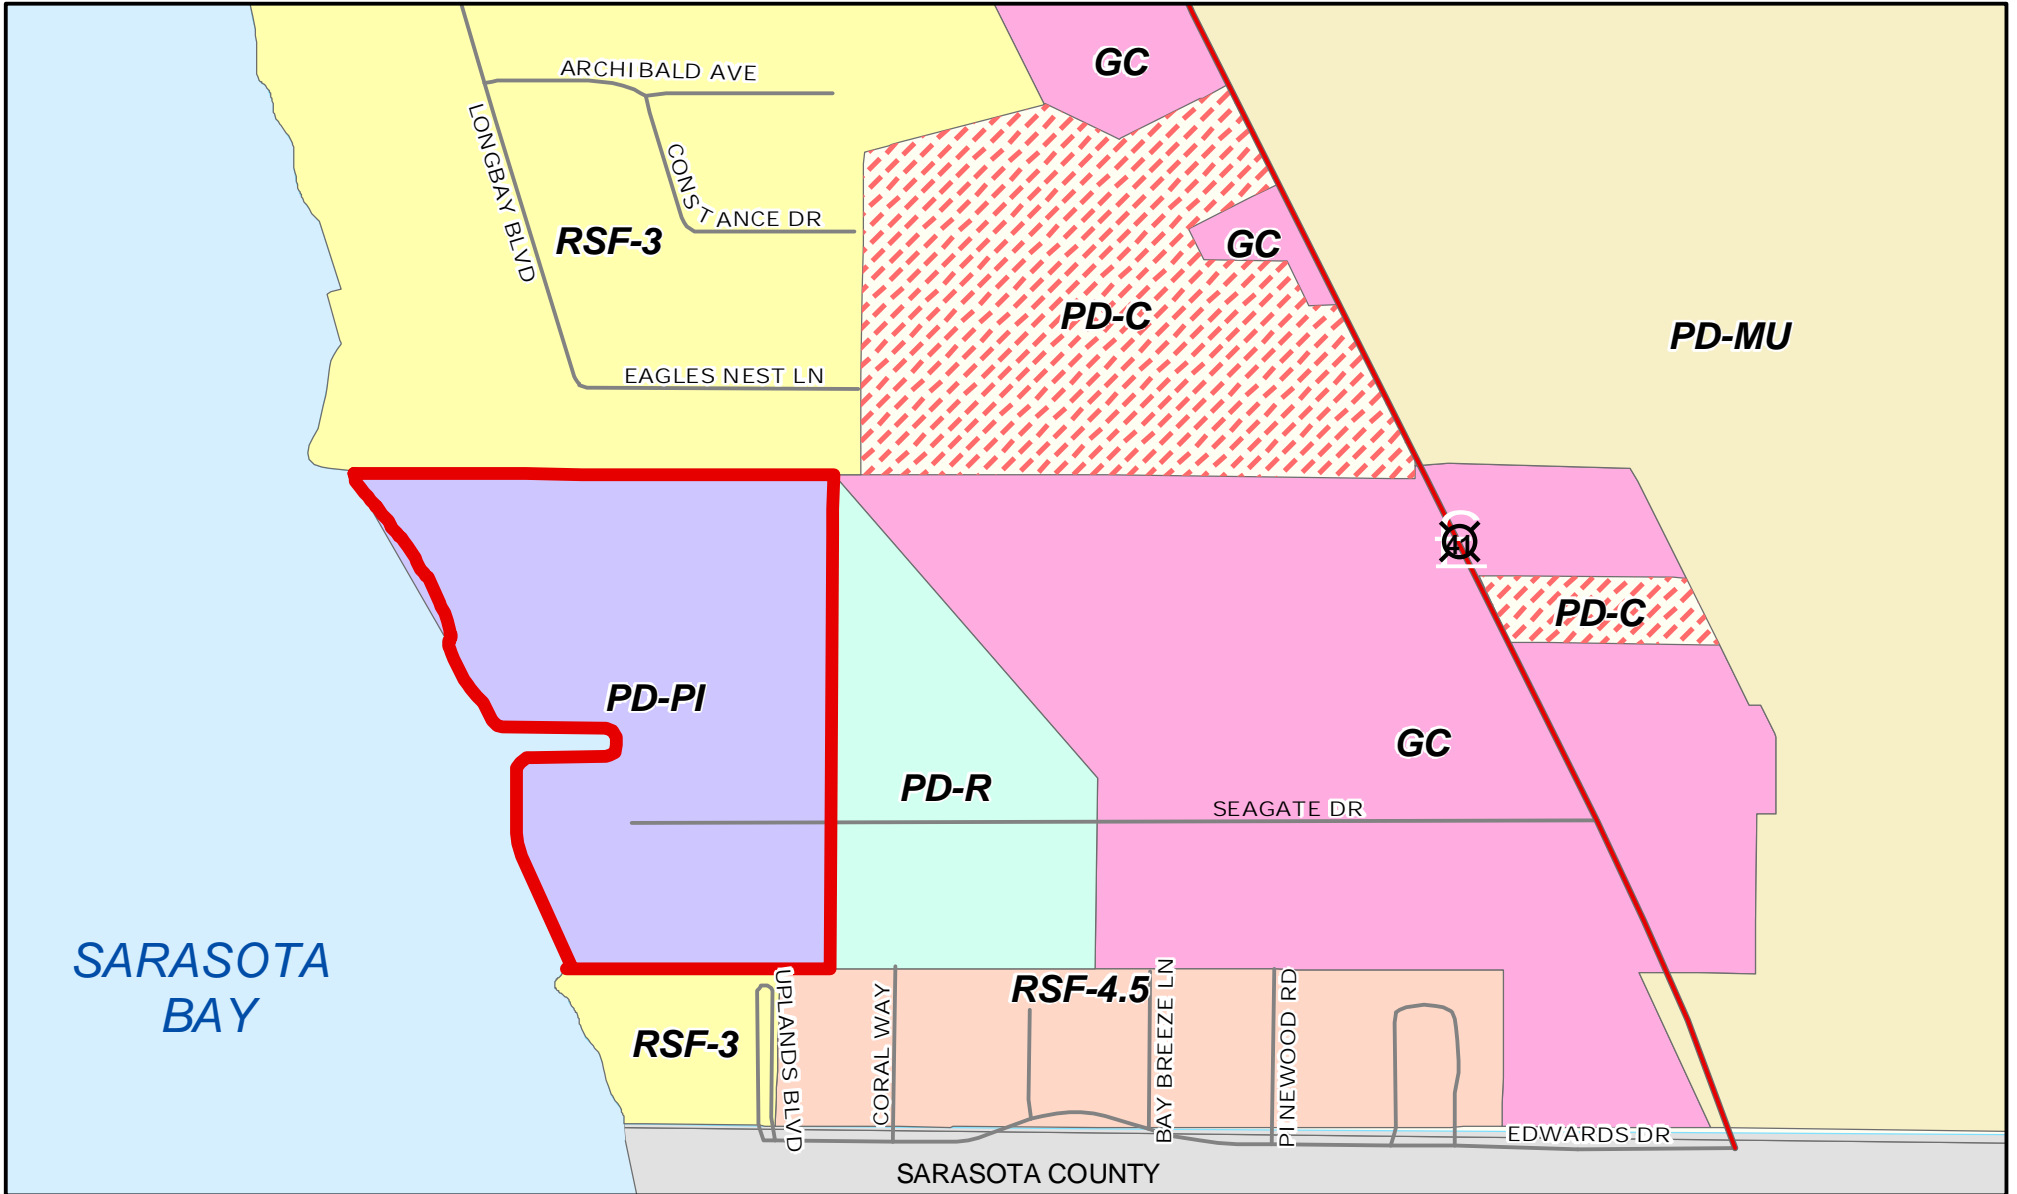 GC
ARCHIBALD AVE
LONGBAY BLVD
CONSTANCE DR
RSF-3
GC
PD-C
PD-MU
EAGLES NEST LN
41
PD-C
PD-PI
GC
PD-R
SEAGATE DR
SARASOTA
BAY
RSF-4.5
RSF-3
UPLANDS BLVD
CORAL WAY
BAY BREEZE LN
PINEWOOD RD
EDWARDS DR
SARASOTA COUNTY